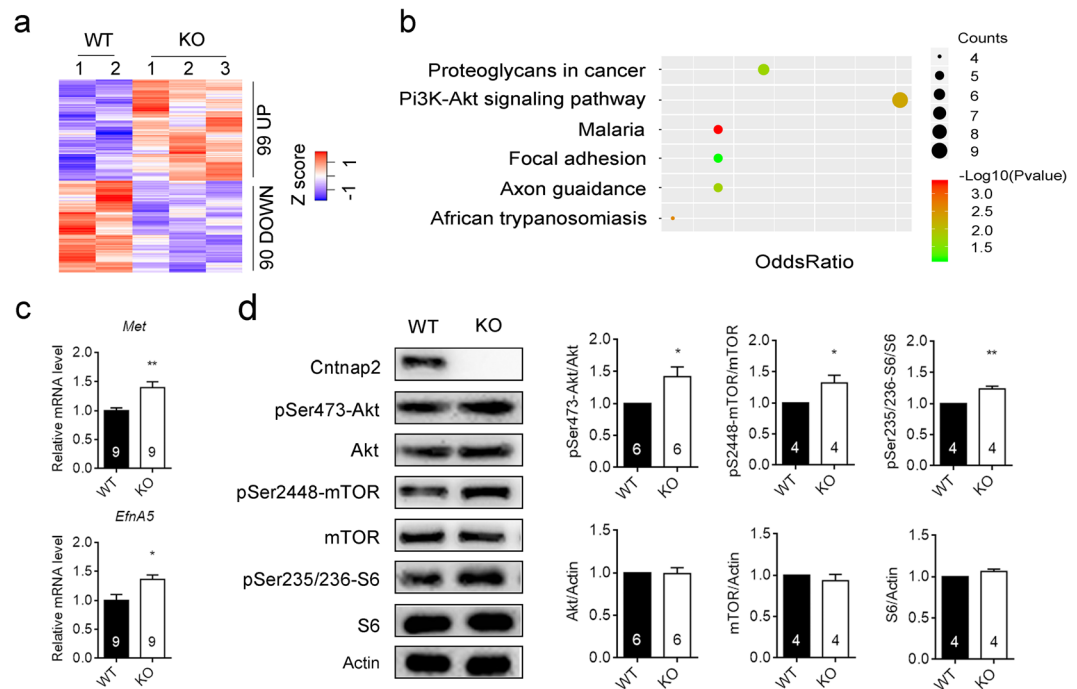 a
WT KO
1 2 1 2 3
99 UP
90 DOWN
Z score
1
-1
b
Proteoglycans in cancer
Pi3K-Akt signaling pathway
Malaria
Focal adhesion
Axon guaidance
African trypanosomiasis
OddsRatio
Counts
4
5
6
7
8
9
-Log10(Pvalue)
3.0
2.5
2.0
1.5
c
Met
Relative mRNA level
2.0
1.5
1.0
0.5
0.0
**
9 9
WT KO
EfnA5
Relative mRNA level
2.0
1.5
1.0
0.5
0.0
*
9 9
WT KO
d
WT KO
Cntnap2
pSer473-Akt
Akt
pSer2448-mTOR
mTOR
pSer235/236-S6
S6
Actin
pSer473-Akt/Akt
2.0
1.5
1.0
0.5
0.0
*
6 6
WT KO
pS2448-mTOR/mTOR
2.0
1.5
1.0
0.5
0.0
*
4 4
WT KO
pSer235/236-S6/S6
2.0
1.5
1.0
0.5
0.0
**
4 4
WT KO
Akt/Actin
1.5
1.0
0.5
0.0
6 6
WT KO
mTOR/Actin
1.5
1.0
0.5
0.0
4 4
WT KO
S6/Actin
1.5
1.0
0.5
0.0
4 4
WT KO